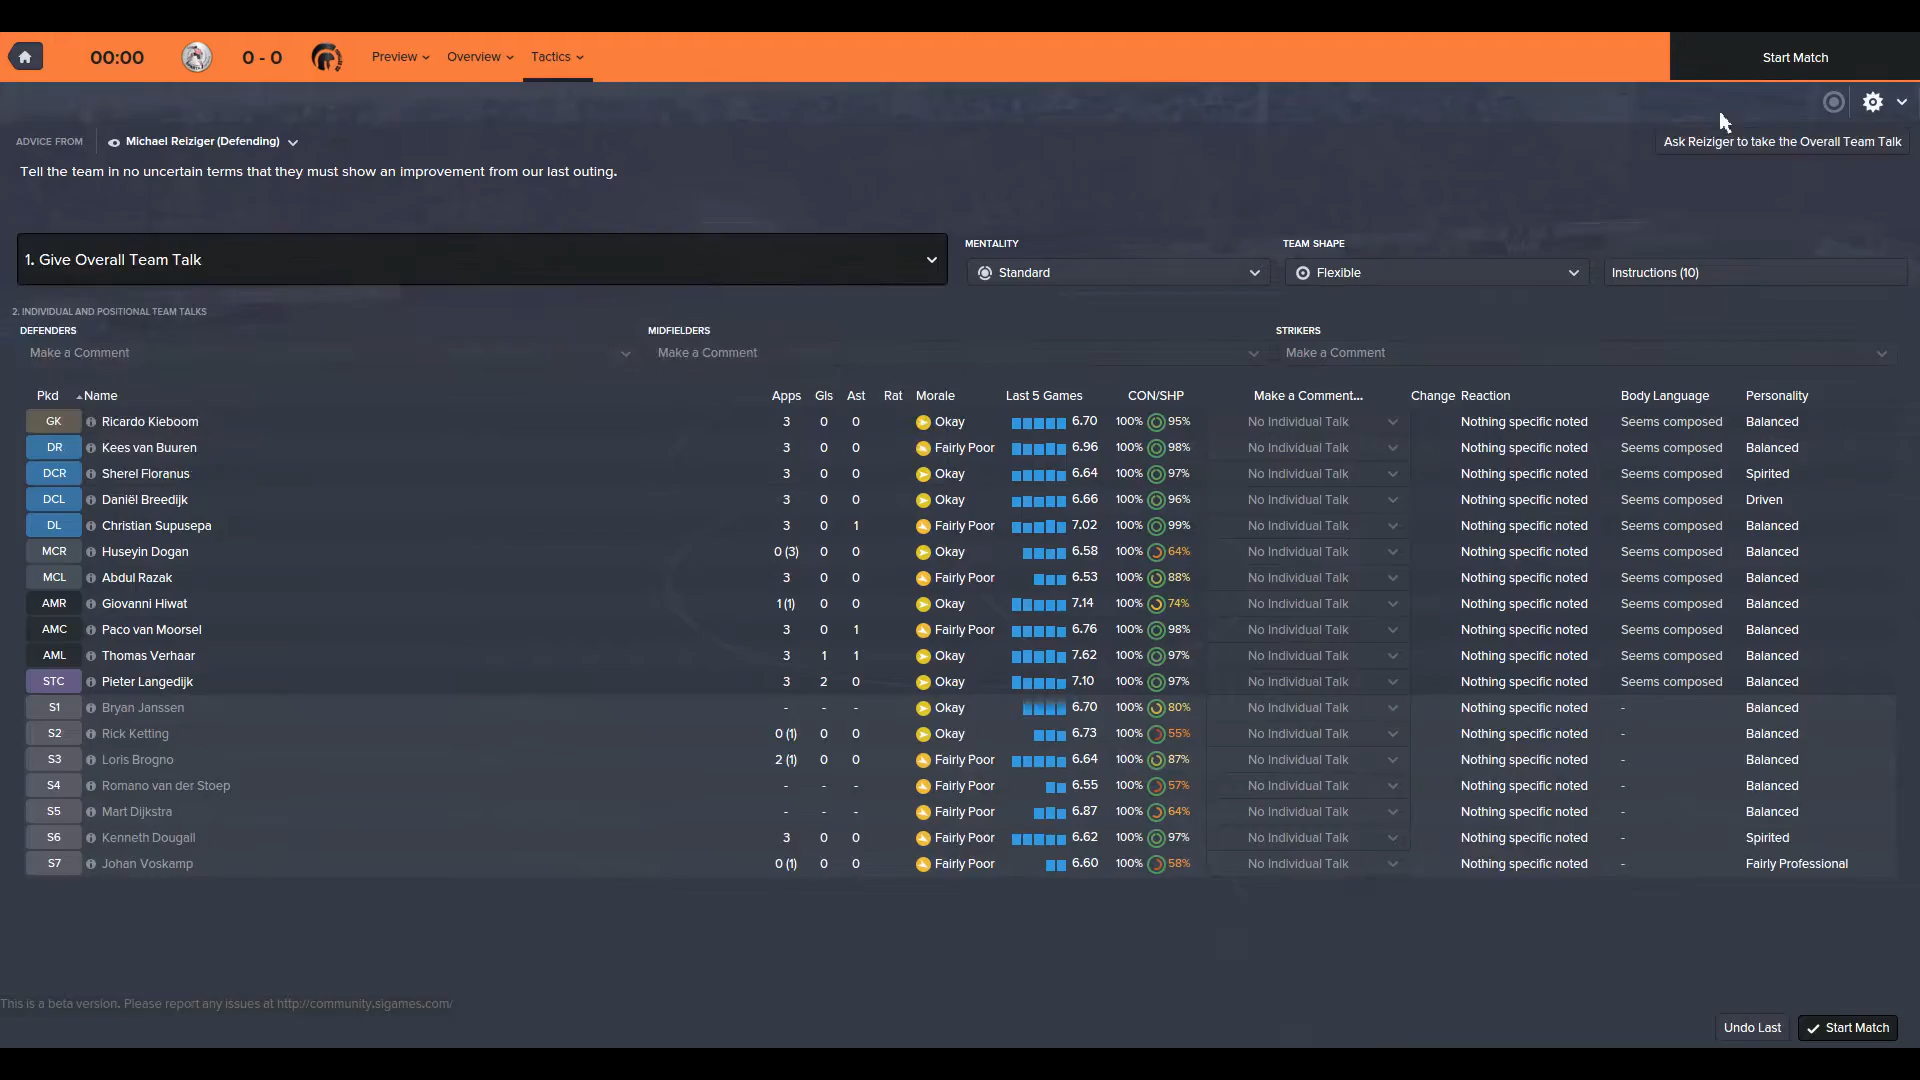 00:00 0 - 0 Preview Overview Tactics Start Match
ADVICE FROM Michael Reiziger (Defending)
Ask Reiziger to take the Overall Team Talk
Tell the team in no uncertain terms that they must show an improvement from our last outing.
1. Give Overall Team Talk
MENTALITY TEAM SHAPE
Standard Flexible Instructions (10)
2. INDIVIDUAL AND POSITIONAL TEAM TALKS
DEFENDERS MIDFIELDERS STRIKERS
Make a Comment Make a Comment Make a Comment
Pkd Name Apps Gls Ast Rat Morale Last 5 Games CON/SHP Make a Comment... Change Reaction Body Language Personality
GK Ricardo Kieboom 3 0 0 Okay 6.70 100% 95% No Individual Talk Nothing specific noted Seems composed Balanced
DR Kees van Buuren 3 0 0 Fairly Poor 6.96 100% 98% No Individual Talk Nothing specific noted Seems composed Balanced
DCR Sherel Floranus 3 0 0 Okay 6.64 100% 97% No Individual Talk Nothing specific noted Seems composed Spirited
DCL Daniël Breedijk 3 0 0 Okay 6.66 100% 96% No Individual Talk Nothing specific noted Seems composed Driven
DL Christian Supusepa 3 0 1 Fairly Poor 7.02 100% 99% No Individual Talk Nothing specific noted Seems composed Balanced
MCR Huseyin Dogan 0 (3) 0 0 Okay 6.58 100% 64% No Individual Talk Nothing specific noted Seems composed Balanced
MCL Abdul Razak 3 0 0 Fairly Poor 6.53 100% 88% No Individual Talk Nothing specific noted Seems composed Balanced
AMR Giovanni Hiwat 1 (1) 0 0 Okay 7.14 100% 74% No Individual Talk Nothing specific noted Seems composed Balanced
AMC Paco van Moorsel 3 0 1 Fairly Poor 6.76 100% 98% No Individual Talk Nothing specific noted Seems composed Balanced
AML Thomas Verhaar 3 1 1 Okay 7.62 100% 97% No Individual Talk Nothing specific noted Seems composed Balanced
STC Pieter Langedijk 3 2 0 Okay 7.10 100% 97% No Individual Talk Nothing specific noted Seems composed Balanced
S1 Bryan Janssen - - - Okay 6.70 100% 80% No Individual Talk Nothing specific noted - Balanced
S2 Rick Ketting 0 (1) 0 0 Okay 6.73 100% 55% No Individual Talk Nothing specific noted - Balanced
S3 Loris Brogno 2 (1) 0 0 Fairly Poor 6.64 100% 87% No Individual Talk Nothing specific noted - Balanced
S4 Romano van der Stoep - - - Fairly Poor 6.55 100% 57% No Individual Talk Nothing specific noted - Balanced
S5 Mart Dijkstra - - - Fairly Poor 6.87 100% 64% No Individual Talk Nothing specific noted - Balanced
S6 Kenneth Dougall 3 0 0 Fairly Poor 6.62 100% 97% No Individual Talk Nothing specific noted - Spirited
S7 Johan Voskamp 0 (1) 0 0 Fairly Poor 6.60 100% 58% No Individual Talk Nothing specific noted - Fairly Professional
This is a beta version. Please report any issues at http://community.sigames.com/
Undo Last Start Match